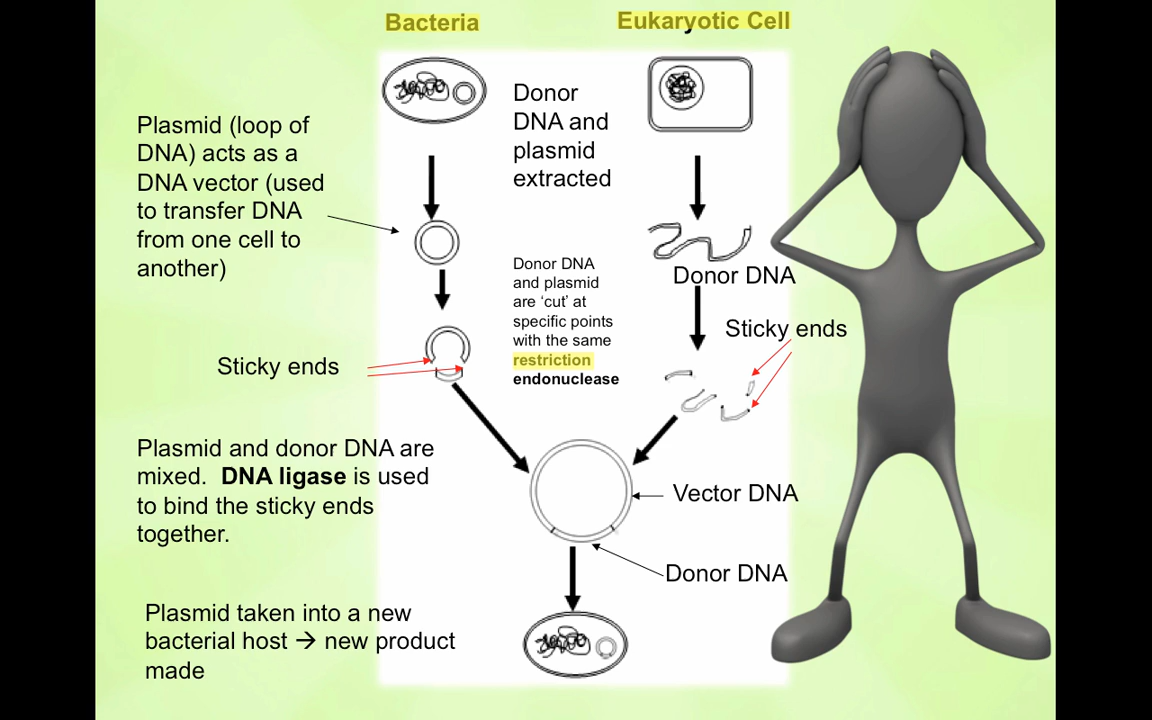 Bacteria
Eukaryotic Cell
Donor
DNA and
plasmid
extracted
Plasmid (loop of
DNA) acts as a
DNA vector (used
to transfer DNA
from one cell to
another)
Donor DNA
and plasmid
are ‘cut’ at
specific points
with the same
restriction
endonuclease
Donor DNA
Sticky ends
Sticky ends
Plasmid and donor DNA are
mixed. DNA ligase is used
to bind the sticky ends
together.
Vector DNA
Donor DNA
Plasmid taken into a new
bacterial host → new product
made